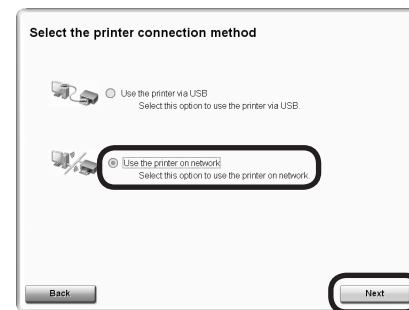 Select the printer connection method
Use the printer via USB
Select this option to use the printer via USB.
Use the printer on network
Select this option to use the printer on network.
Back
Next